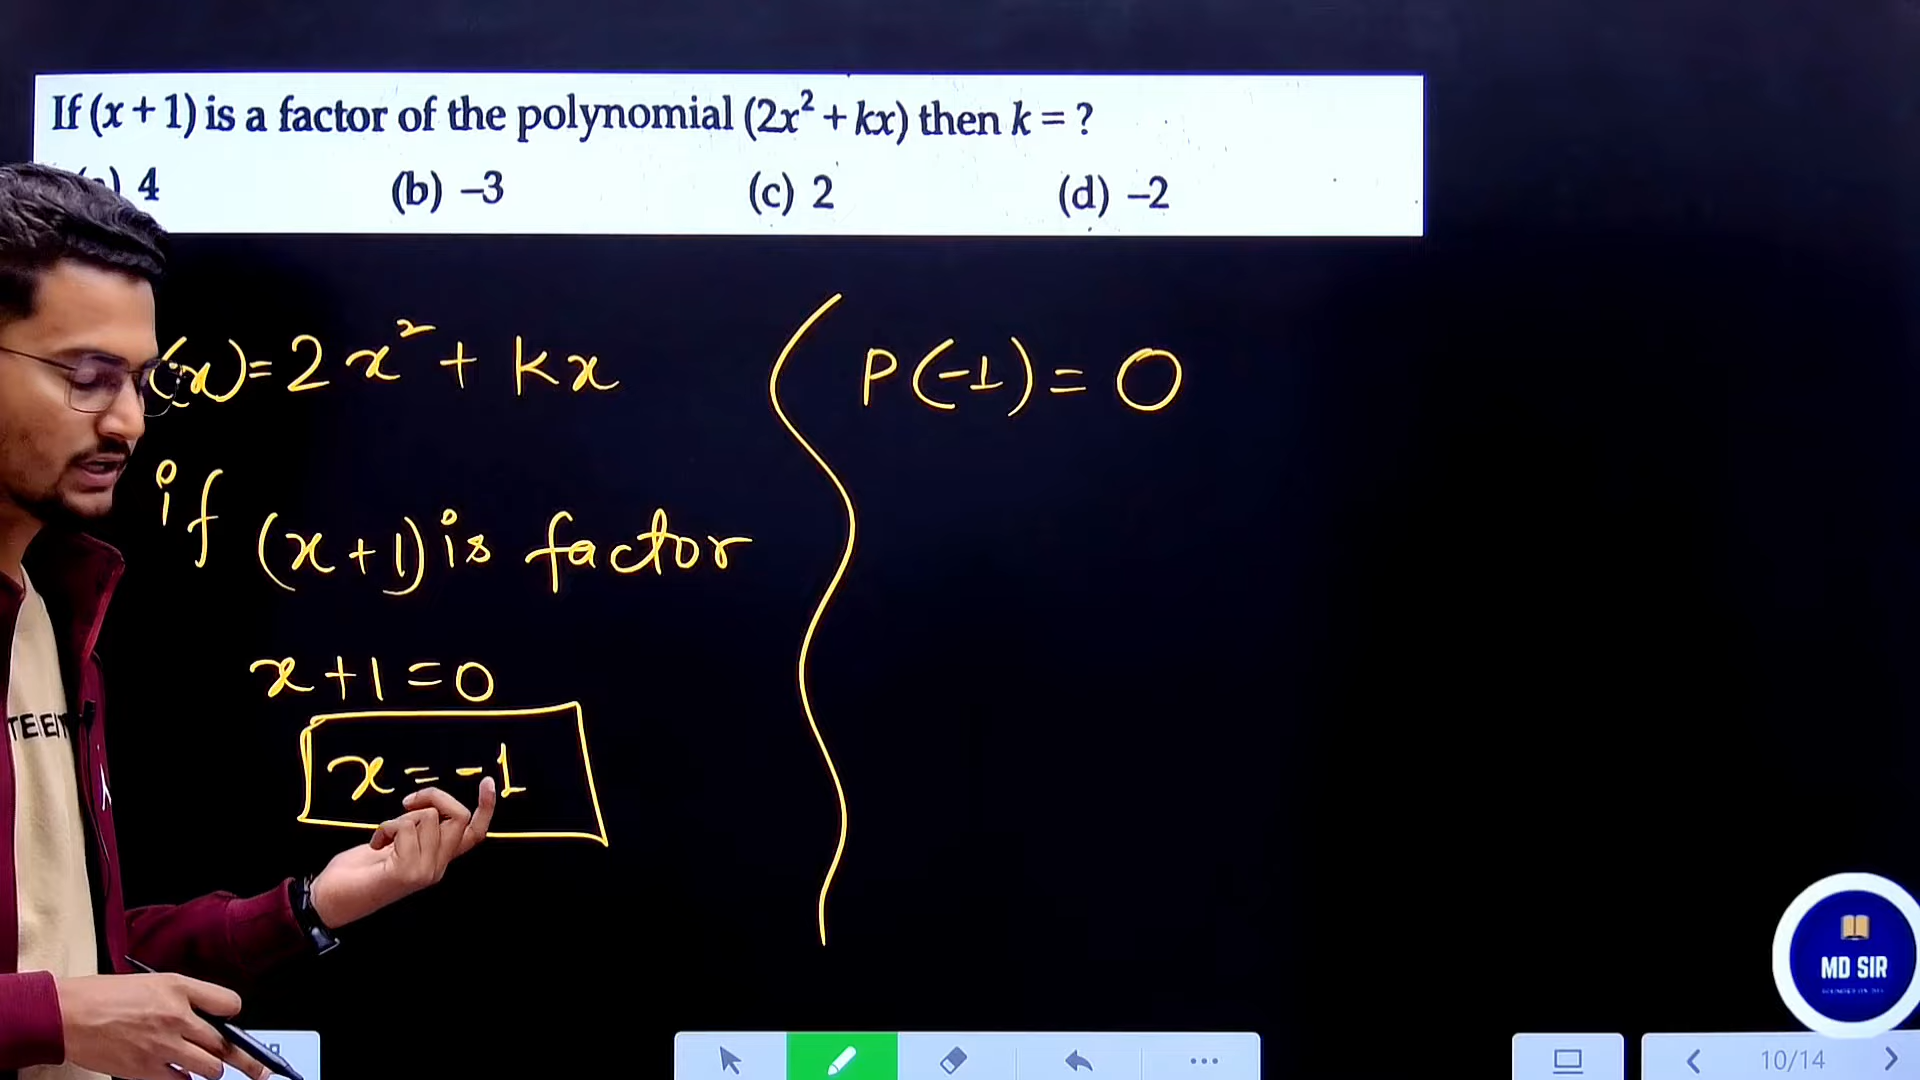 If (x + 1) is a factor of the polynomial (2x² + kx) then k = ?
) 4 (b) –3 (c) 2 (d) –2
(x) = 2x² + kx
if (x+1) is factor
x+1=0
x=-1
P(-1) = 0
TEE
MD SIR
10/14